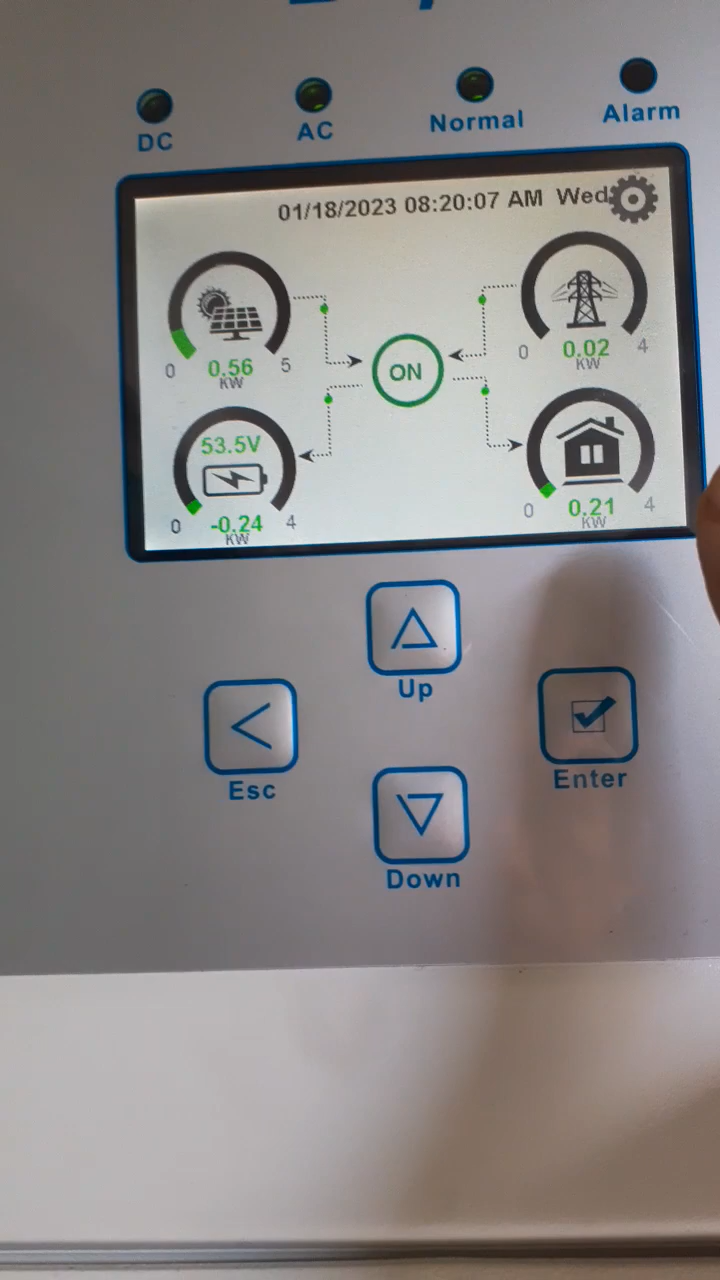 DC AC Normal Alarm
01/18/2023 08:20:07 AM Wed
0 0.56 5
KW
0 0.02 4
KW
ON
53.5V
0 -0.24 4
KW
0 0.21 4
KW
Up
Esc
Enter
Down